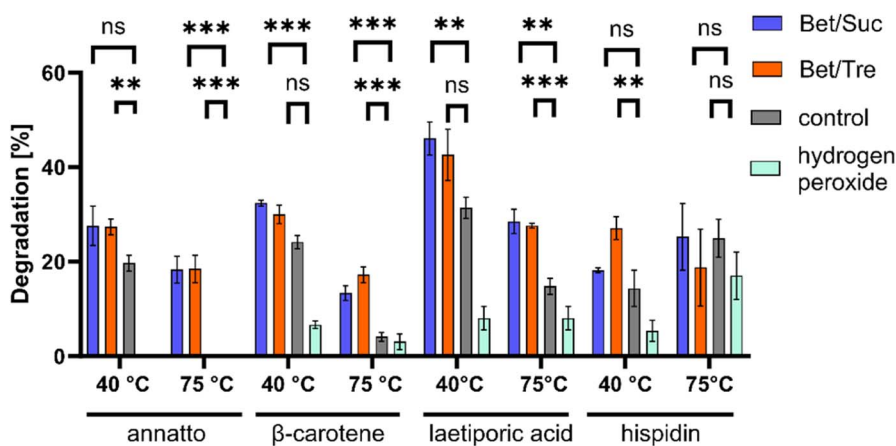 ns
***
***
***
**
**
ns
ns
Bet/Suc
**
***
ns
***
ns
***
**
ns
Bet/Tre
control
hydrogen
peroxide
Degradation [%]
60
40
20
0
40 °C
75 °C
40 °C
75 °C
40°C
75°C
40 °C
75°C
annatto
β-carotene
laetiporic acid
hispidin